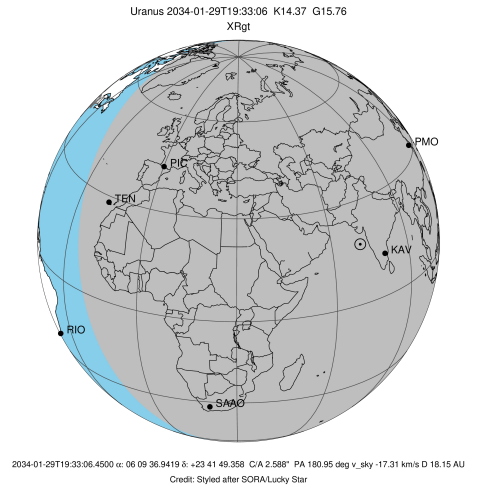 Uranus 2034-01-29T19:33:06 K14.37 G15.76
XRgt
PMO
PIC
TEN
KAV
RIO
SAAO
2034-01-29T19:33:06.4500 α: 06 09 36.9419 δ: +23 41 49.358 C/A 2.588" PA 180.95 deg v_sky -17.31 km/s D 18.15 AU
Credit: Styled after SORA/Lucky Star